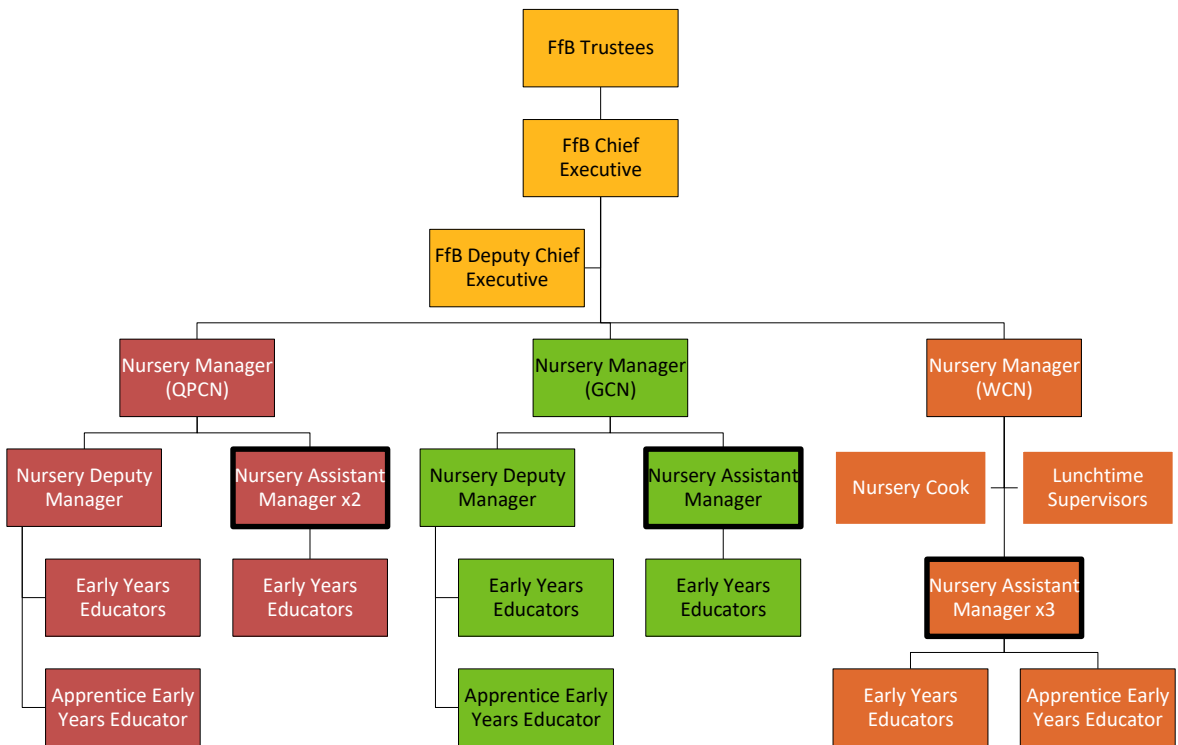 FfB Trustees
FfB Chief
Executive
FfB Deputy Chief
Executive
Nursery Manager
(QPCN)
Nursery Manager
(GCN)
Nursery Manager
(WCN)
Nursery Deputy
Manager
Nursery Assistant
Manager x2
Nursery Deputy
Manager
Nursery Assistant
Manager
Nursery Cook
Lunchtime
Supervisors
Early Years
Educators
Early Years
Educators
Early Years
Educators
Early Years
Educators
Nursery Assistant
Manager x3
Apprentice Early
Years Educator
Apprentice Early
Years Educator
Early Years
Educators
Apprentice Early
Years Educator